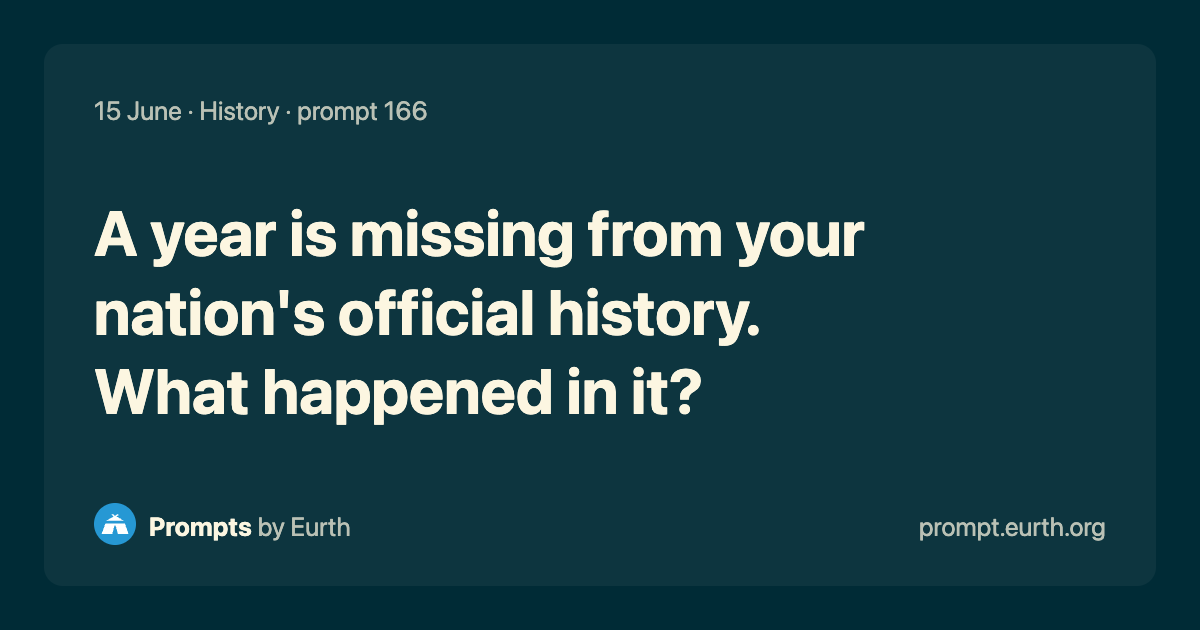 15 June · History · prompt 166
A year is missing from your
nation's official history.
What happened in it?
Prompts by Eurth
prompt.eurth.org